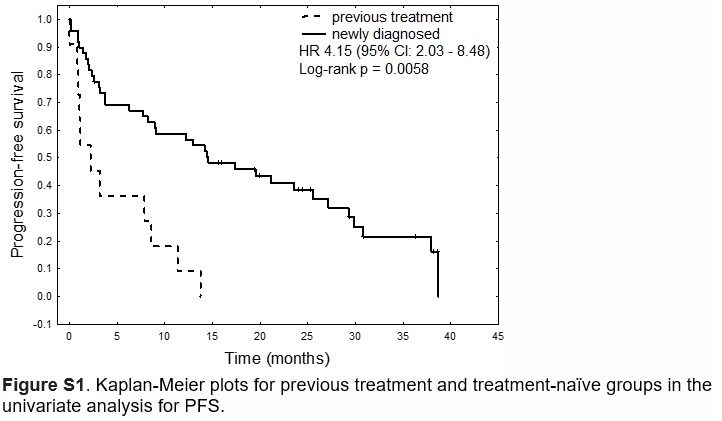 previous treatment
newly diagnosed
HR 4.15 (95% CI: 2.03 - 8.48)
Log-rank p = 0.0058
Progression-free survival
1.0
0.9
0.8
0.7
0.6
0.5
0.4
0.3
0.2
0.1
0.0
-0.1
0 5 10 15 20 25 30 35 40 45
Time (months)
Figure S1. Kaplan-Meier plots for previous treatment and treatment-naïve groups in the
univariate analysis for PFS.